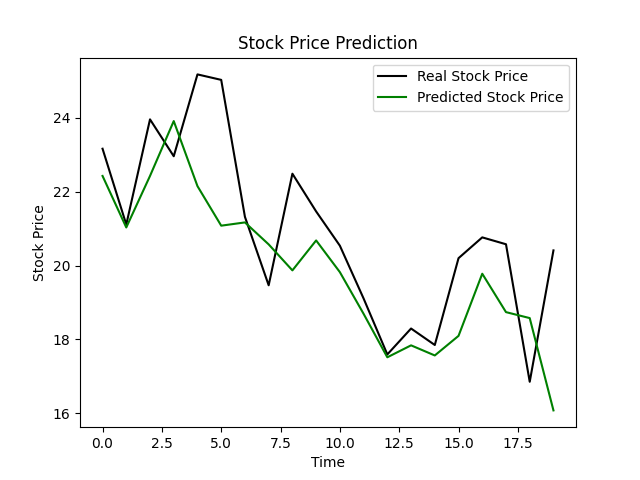 Stock Price Prediction
Real Stock Price
Predicted Stock Price
Stock Price
24
22
20
18
16
0.0 2.5 5.0 7.5 10.0 12.5 15.0 17.5
Time